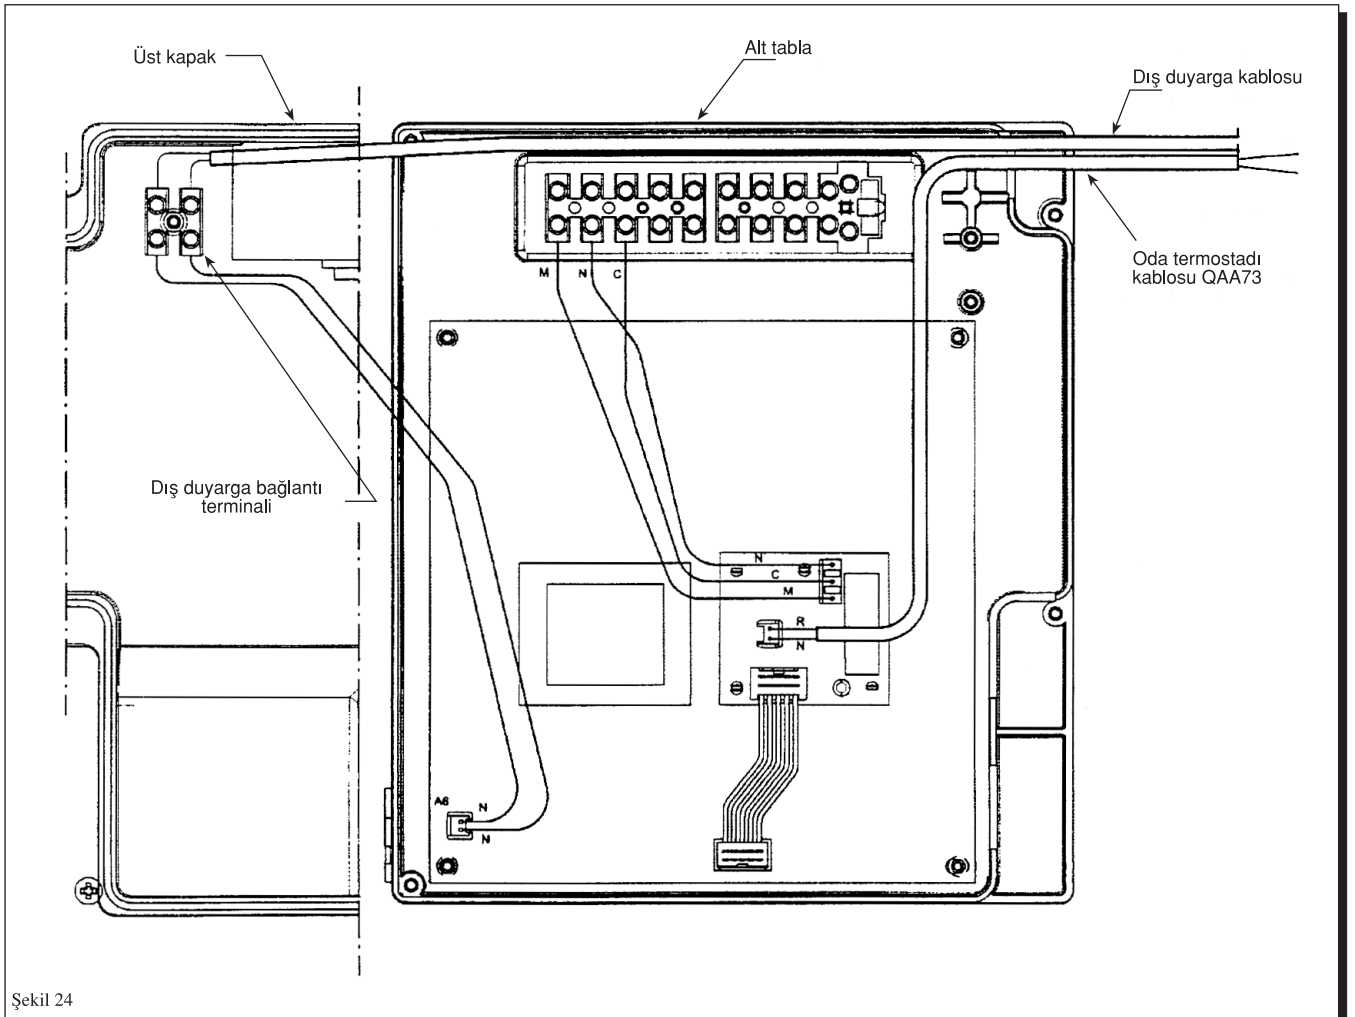 Üst kapak
Alt tabla
Dış duyarga kablosu
Oda termostadı
kablosu QAA73
M N C
Dış duyarga bağlantı
terminali
N
C
M
R
N
A6
N
N
Şekil 24